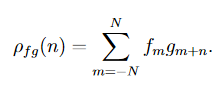 ρ_{fg}(n) = \sum_{m=-N}^{N} f_m g_{m+n}.